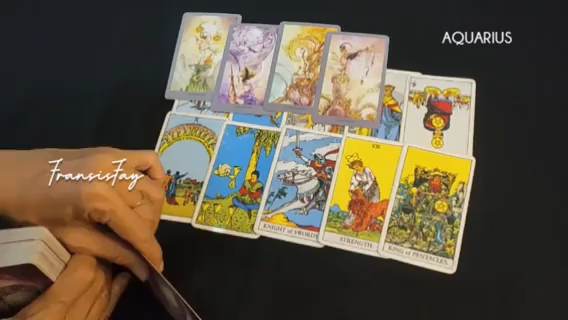 AQUARIUS
FransisFay
KNIGHT of SWORDS
STRENGTH.
KING of PENTACLES.